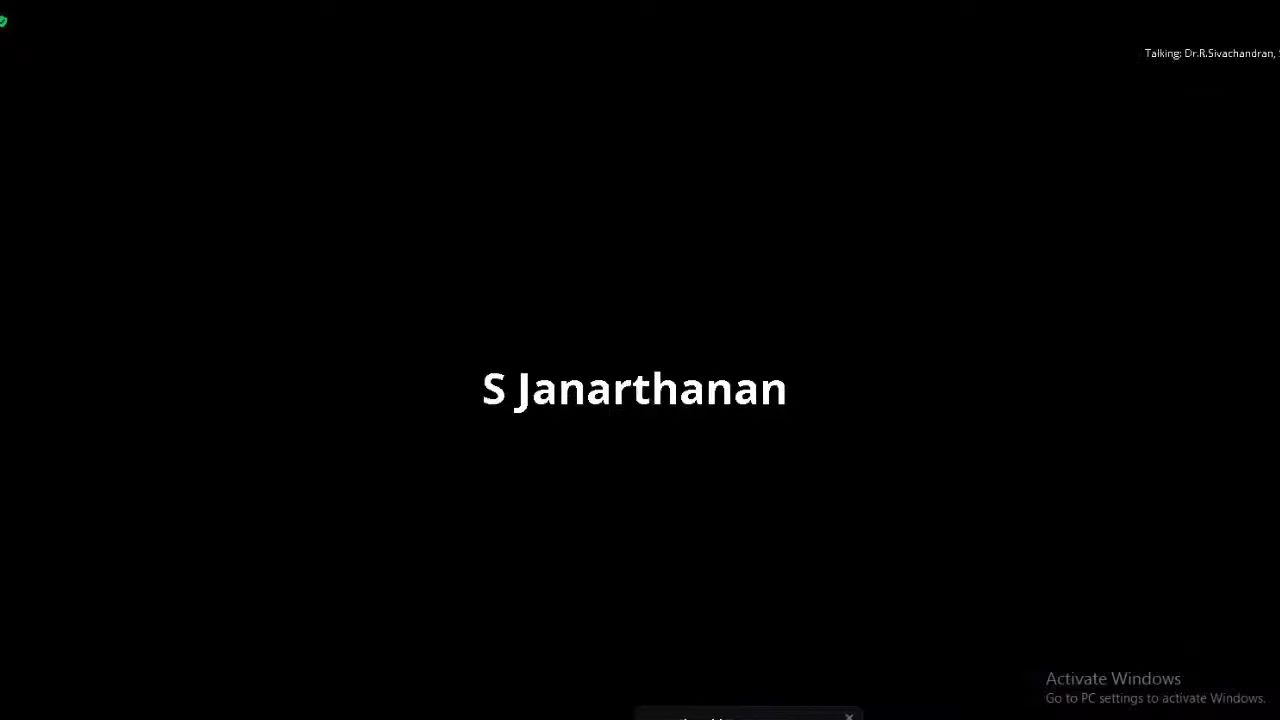 Talking: Dr.R.Sivachandran,
S Janarthanan
Activate Windows
Go to PC settings to activate Windows.